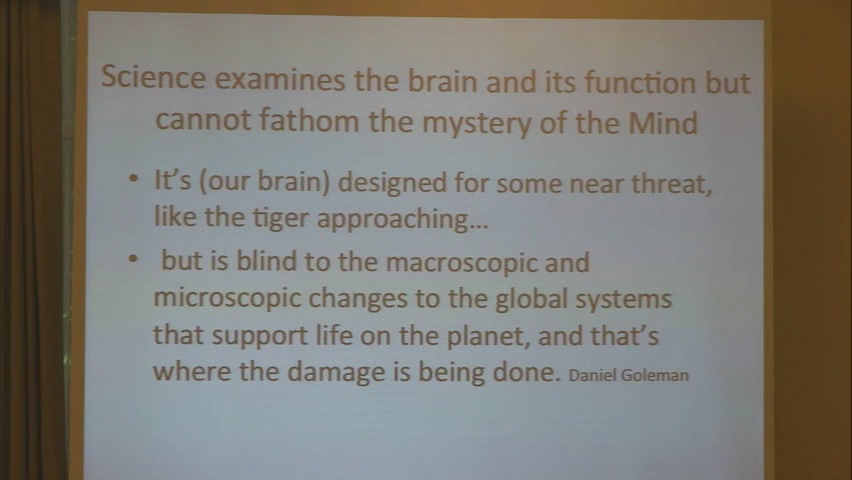 Science examines the brain and its function but
cannot fathom the mystery of the Mind
• It's (our brain) designed for some near threat,
like the tiger approaching...
• but is blind to the macroscopic and
microscopic changes to the global systems
that support life on the planet, and that's
where the damage is being done. Daniel Goleman